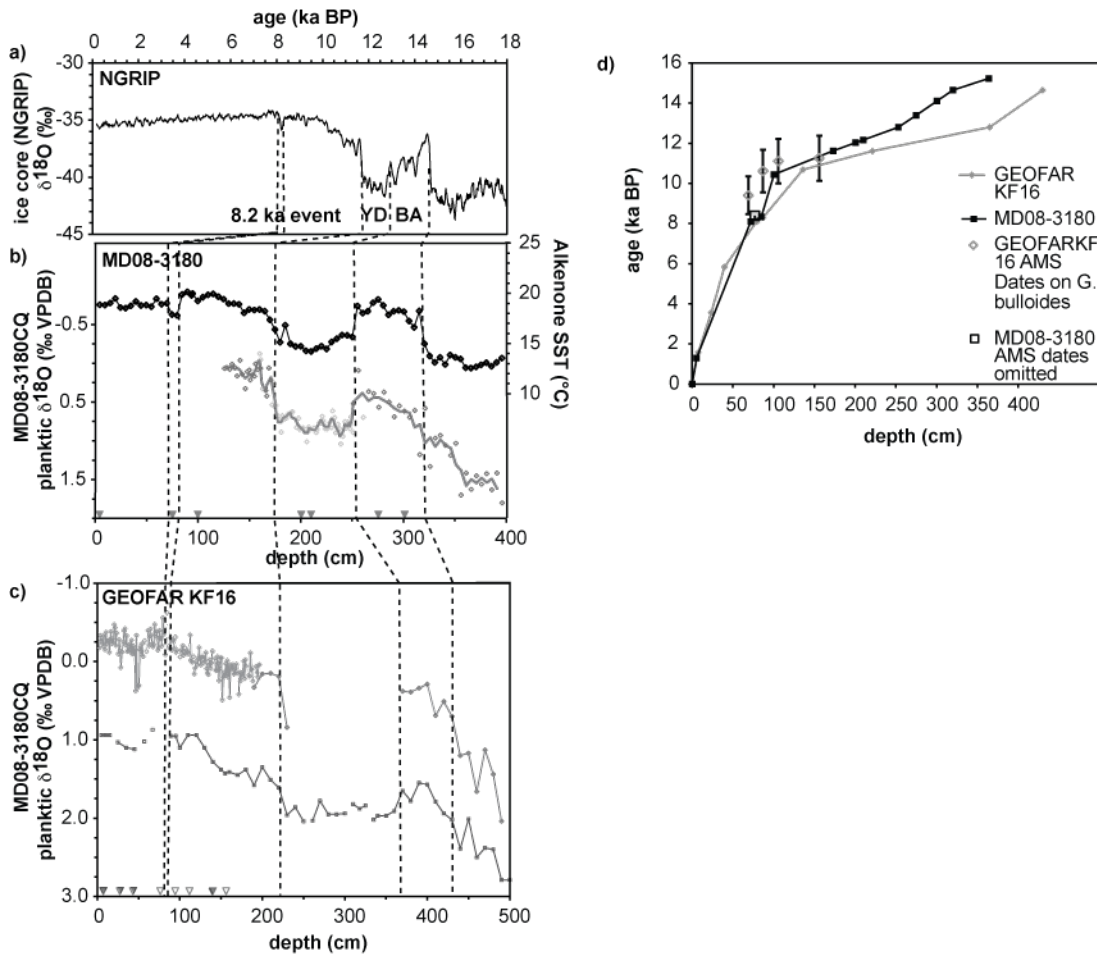 age (ka BP)
0 2 4 6 8 10 12 14 16 18
a)
NGRIP
-30
-35
-40
-45
ice core (NGRIP)
δ18O (‰)
8.2 ka event YD BA
b)
MD08-3180
-0.5
0.5
1.5
MD08-3180CQ
planktic δ18O (‰ VPDB)
25
20
15
10
Alkenone SST (°C)
0 100 200 300 400
depth (cm)
c)
GEOFAR KF16
-1.0
0.0
1.0
2.0
3.0
MD08-3180CQ
planktic δ18O (‰ VPDB)
0 100 200 300 400 500
depth (cm)
d)
16
14
12
10
8
6
4
2
0
age (ka BP)
0 50 100 150 200 300 400
depth (cm)
GEOFAR
KF16
MD08-3180
GEOFARKF
16 AMS
Dates on G.
bulloides
MD08-3180
AMS dates
omitted